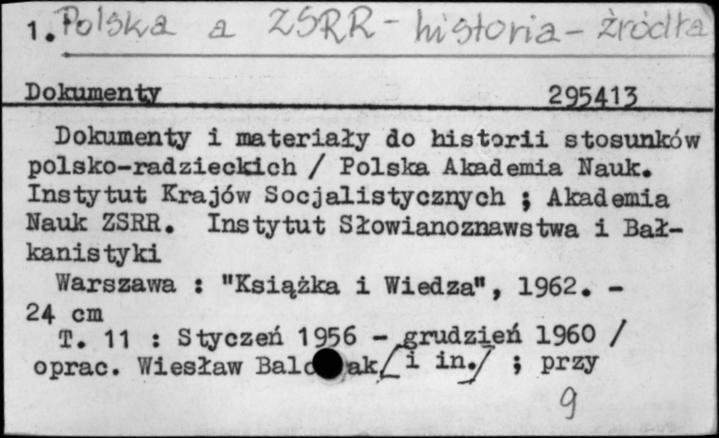 1. Polska a ZSRR - historia - źródła
Dokumenty 295413
Dokumenty i materiały do historii stosunków
polsko-radzieckich / Polska Akademia Nauk.
Instytut Krajów Socjalistycznych ; Akademia
Nauk ZSRR. Instytut Słowianoznawstwa i Bał-
kanistyki
Warszawa : "Książka i Wiedza", 1962. -
24 cm
T. 11 : Styczeń 1956 - grudzień 1960 /
oprac. Wiesław /i in./ ; przy
9